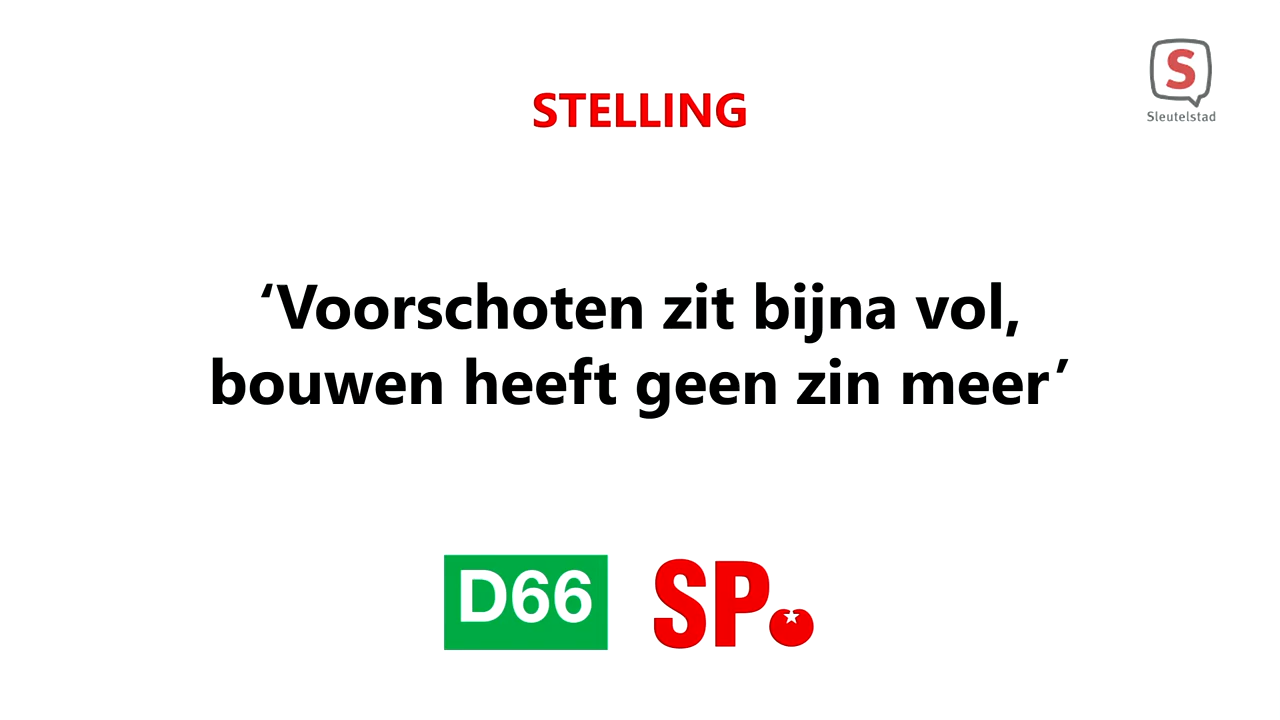 STELLING
S
Sleutelstad
‘Voorschoten zit bijna vol,
bouwen heeft geen zin meer’
D66
SP